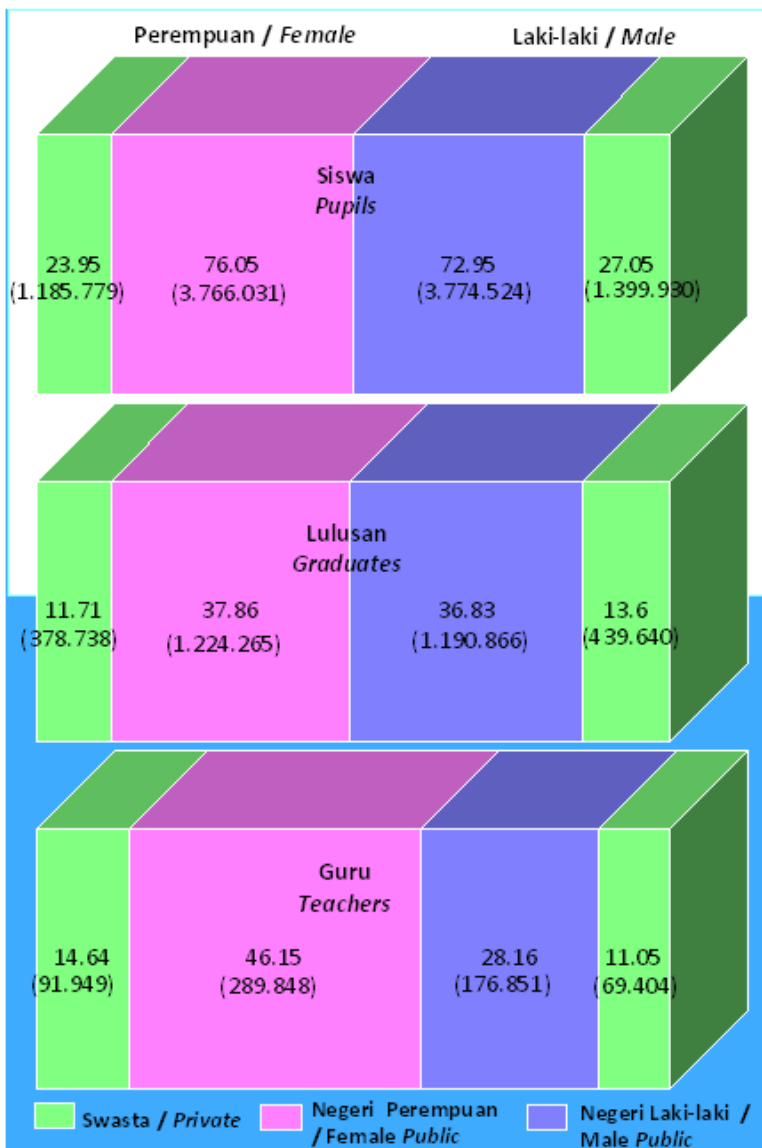 Perempuan / Female Laki-laki / Male
Siswa
Pupils
23.95 76.05 72.95 27.05
(1.185.779) (3.766.031) (3.774.524) (1.399.930)
Lulusan
Graduates
11.71 37.86 36.83 13.6
(378.738) (1.224.265) (1.190.866) (439.640)
Guru
Teachers
14.64 46.15 28.16 11.05
(91.949) (289.848) (176.851) (69.404)
Swasta / Private
Negeri Perempuan
/ Female Public
Negeri Laki-laki /
Male Public